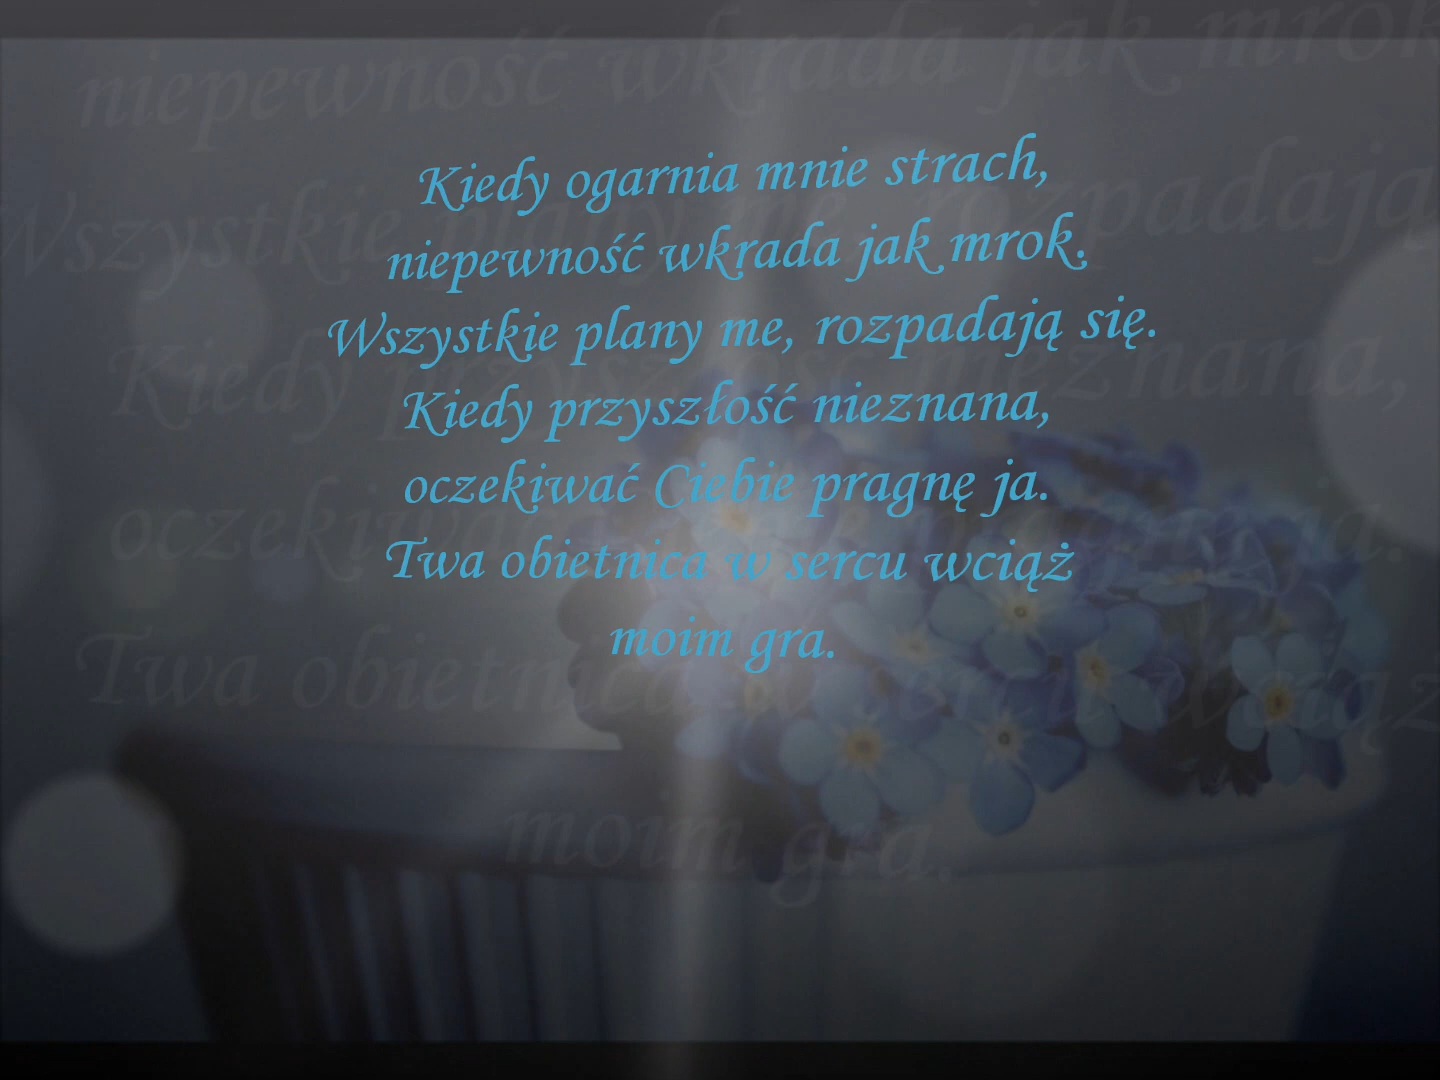 Kiedy ogarnia mnie strach,
niepewność wkrada jak mrok.
Wszystkie plany me, rozpadają się.
Kiedy przyszłość nieznana,
oczekiwać Ciebie pragnę ja.
Twa obietnica w sercu wciąż
moim gra.